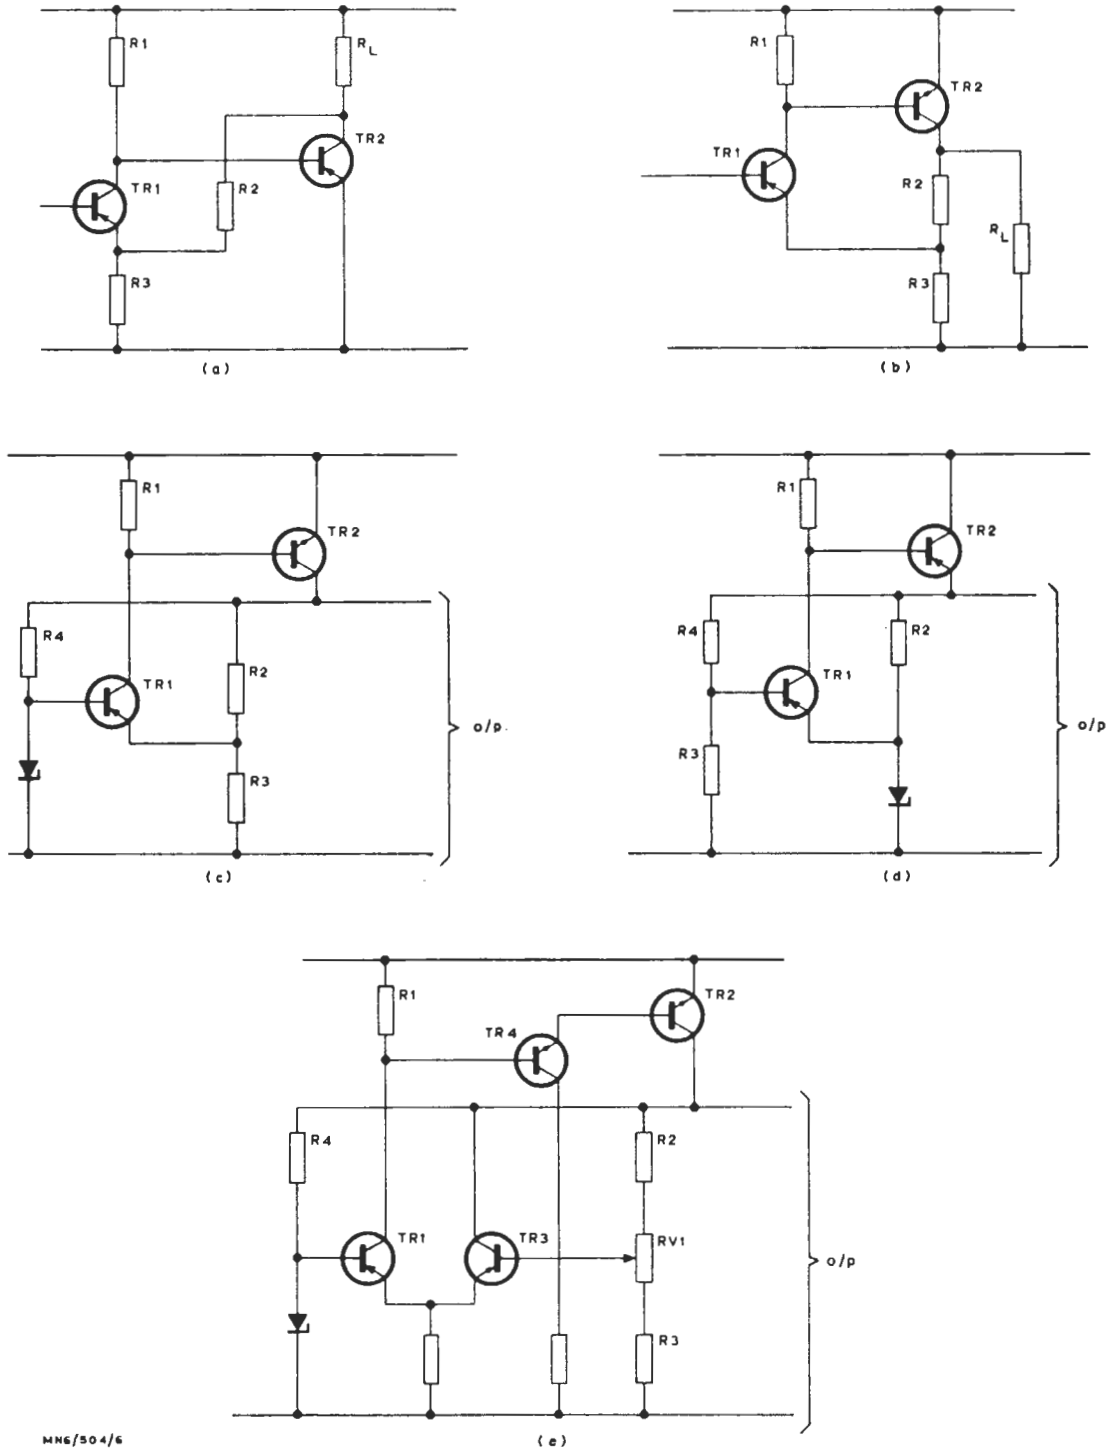 R1
RL
TR2
TR1
R2
R3
(a)
R1
TR2
TR1
R2
RL
R3
(b)
R1
TR2
R4
TR1
R2
R3
o/p.
(c)
R1
TR2
R4
R2
TR1
R3
o/p
(d)
R1
TR2
TR4
R4
R2
TR1
TR3
RV1
o/p
R3
MN6/504/6
(e)